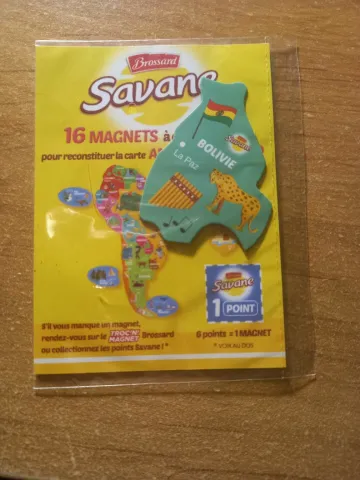 Brossard
Savane
16 MAGNETS à
pour reconstituer la carte
BOLIVIE
La Paz
Savane
1 POINT
S'il vous manque un magnet,
rendez-vous sur le TROC'N MAGNET Brossard
ou collectionnez les points Savane ! *
6 points = 1 MAGNET
* voir au dos